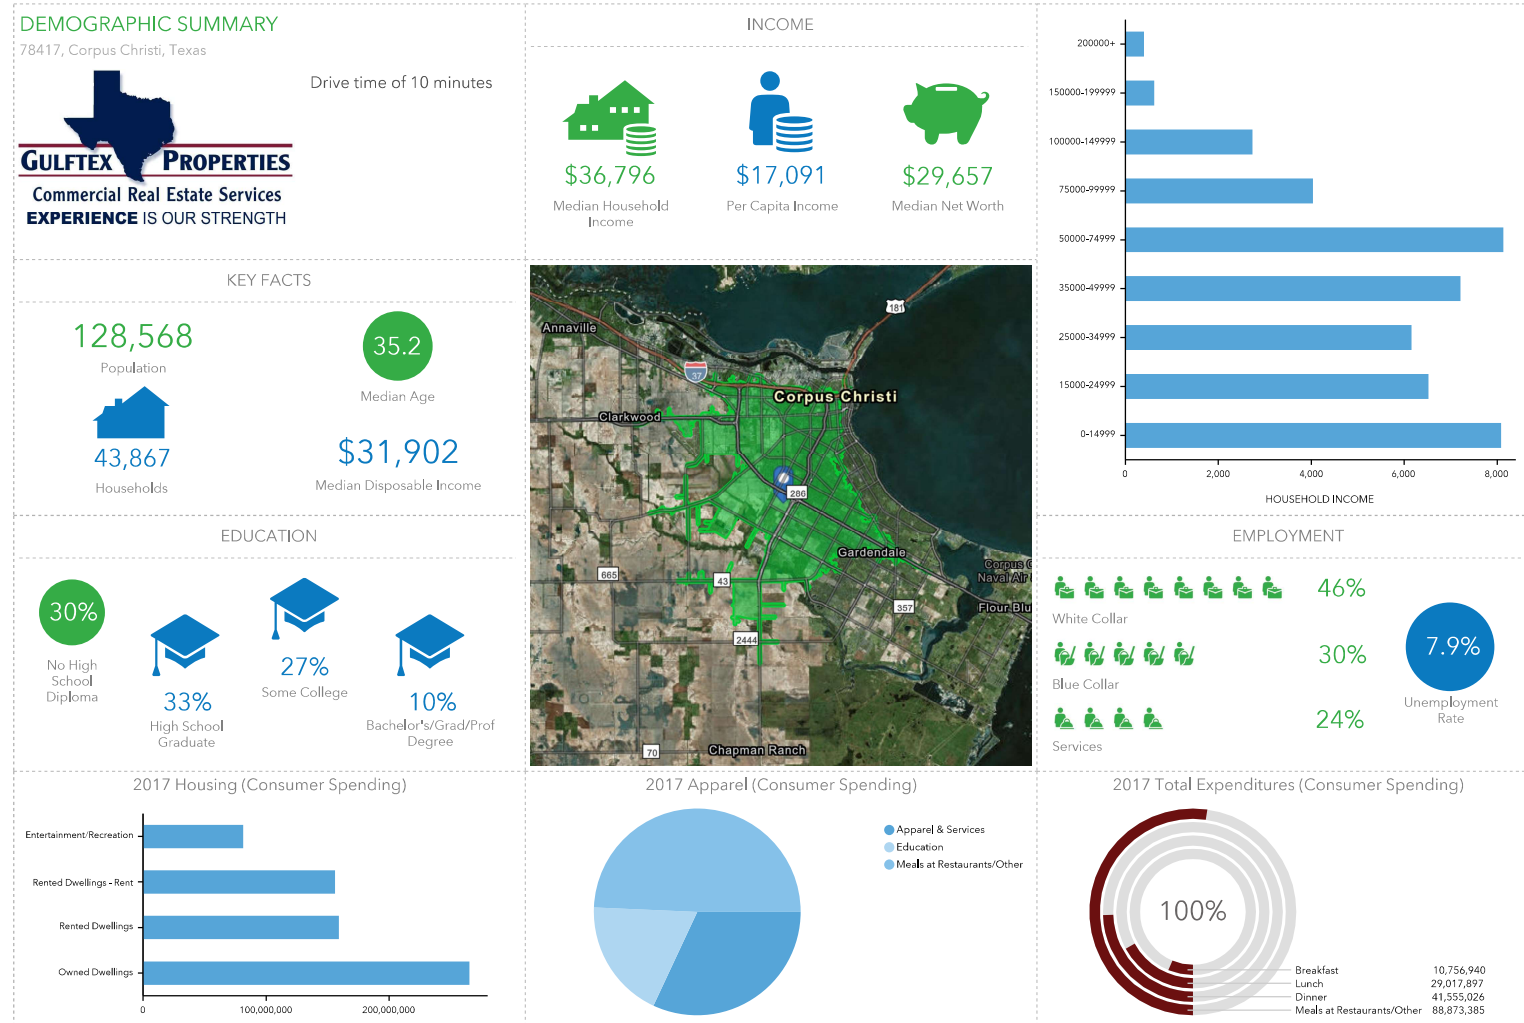 DEMOGRAPHIC SUMMARY
78417, Corpus Christi, Texas
Drive time of 10 minutes
GULFTEX PROPERTIES
Commercial Real Estate Services
EXPERIENCE IS OUR STRENGTH
INCOME
$36,796
Median Household
Income
$17,091
Per Capita Income
$29,657
Median Net Worth
200000+
150000-199999
100000-149999
75000-99999
50000-74999
35000-49999
25000-34999
15000-24999
0-14999
0
2,000
4,000
6,000
8,000
HOUSEHOLD INCOME
KEY FACTS
128,568
Population
35.2
Median Age
43,867
Households
$31,902
Median Disposable Income
Annaville
181
37
Corpus Christi
Clarkwood
286
Gardendale
665
43
Corpus C
Naval Air
357
Flour Blu
2444
70
Chapman Ranch
EDUCATION
30%
No High
School
Diploma
33%
High School
Graduate
27%
Some College
10%
Bachelor's/Grad/Prof
Degree
EMPLOYMENT
46%
White Collar
30%
Blue Collar
24%
Services
7.9%
Unemployment
Rate
2017 Housing (Consumer Spending)
Entertainment/Recreation
Rented Dwellings - Rent
Rented Dwellings
Owned Dwellings
0
100,000,000
200,000,000
2017 Apparel (Consumer Spending)
Apparel & Services
Education
Meals at Restaurants/Other
2017 Total Expenditures (Consumer Spending)
100%
Breakfast 10,756,940
Lunch 29,017,897
Dinner 41,555,026
Meals at Restaurants/Other 88,873,385